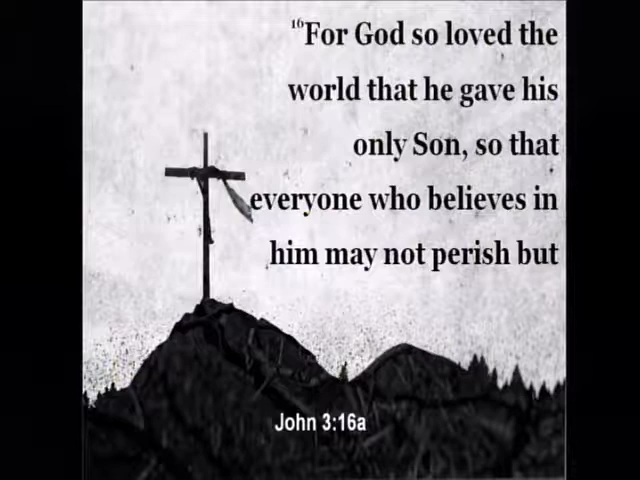 16For God so loved the
world that he gave his
only Son, so that
everyone who believes in
him may not perish but
John 3:16a